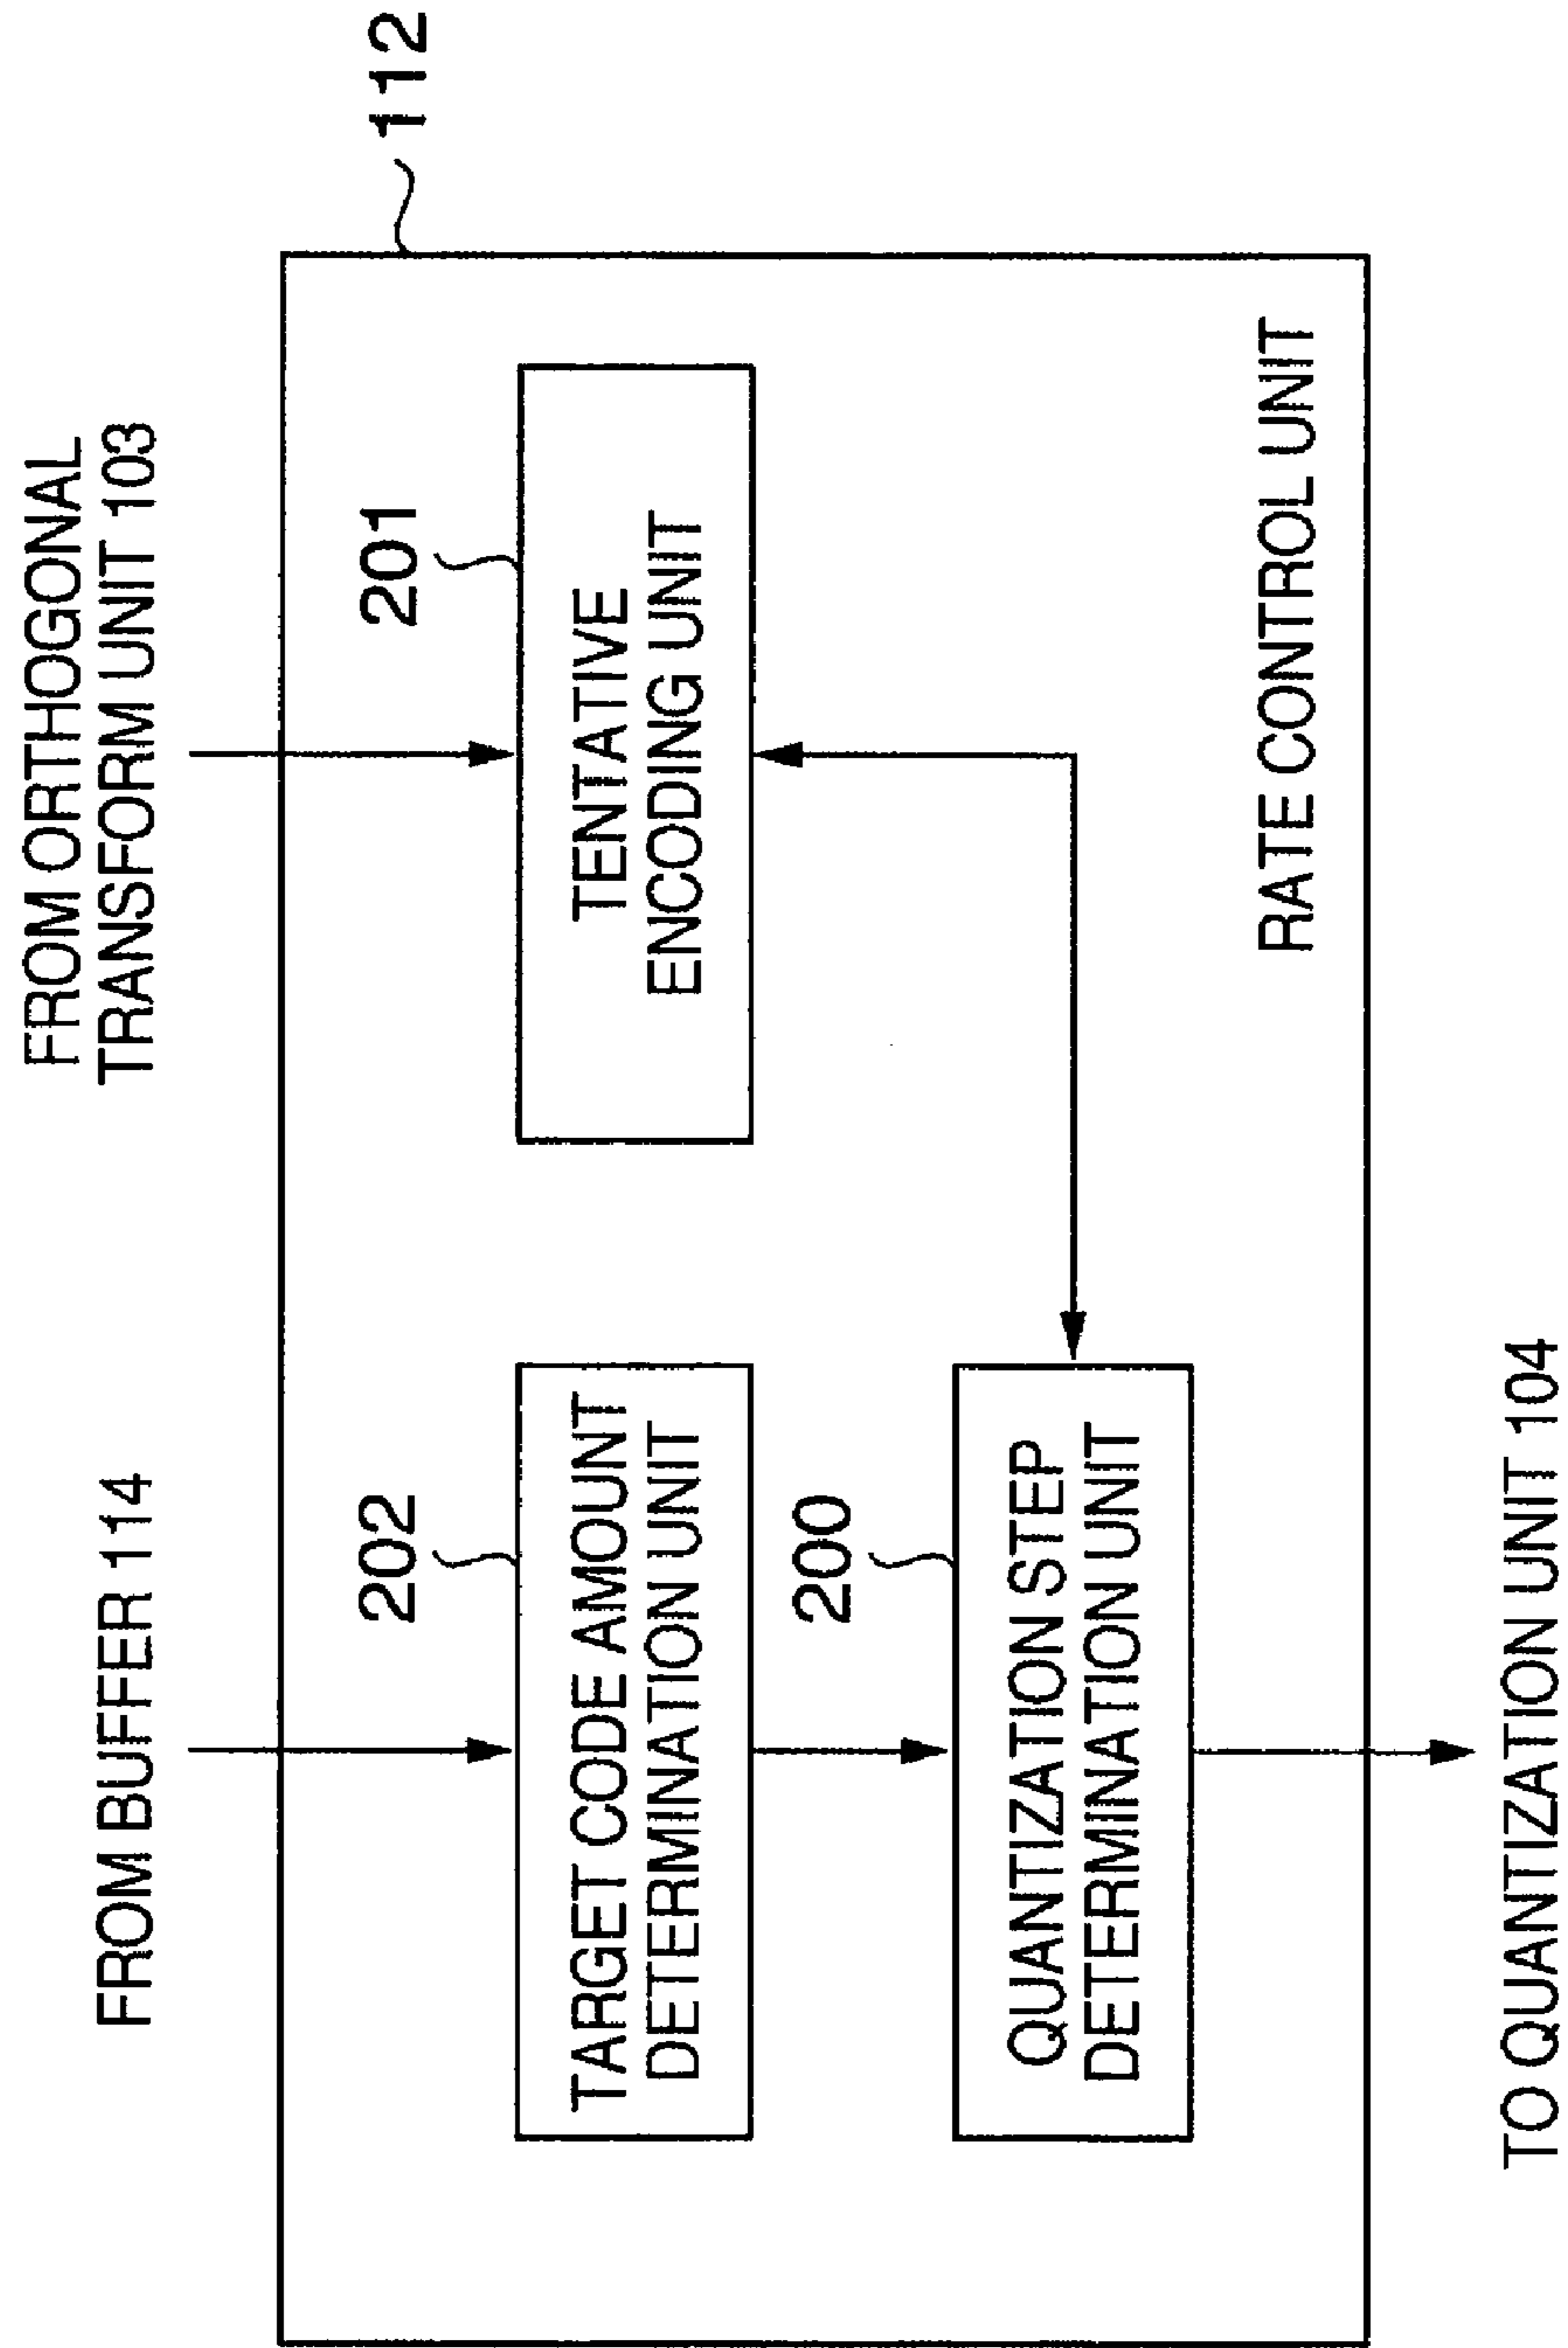 FROM BUFFER 114
FROM ORTHOGONAL
TRANSFORM UNIT 103
112
202
201
TARGET CODE AMOUNT
DETERMINATION UNIT
TENTATIVE
ENCODING UNIT
200
QUANTIZATION STEP
DETERMINATION UNIT
RATE CONTROL UNIT
TO QUANTIZATION UNIT 104